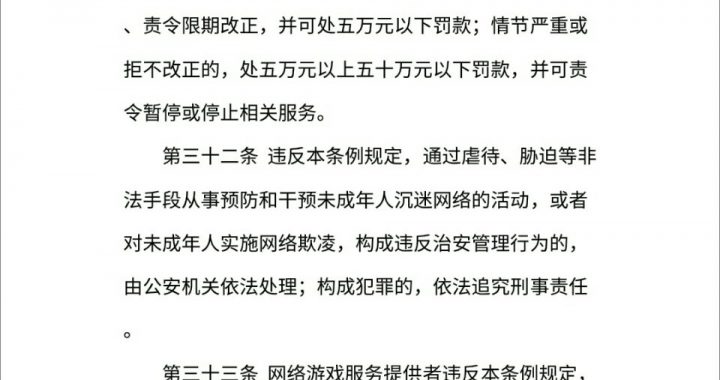 、责令限期改正，并可处五万元以下罚款；情节严重或
拒不改正的，处五万元以上五十万元以下罚款，并可责
令暂停或停止相关服务。
第三十二条 违反本条例规定，通过虐待、胁迫等非
法手段从事预防和干预未成年人沉迷网络的活动，或者
对未成年人实施网络欺凌，构成违反治安管理行为的，
由公安机关依法处理；构成犯罪的，依法追究刑事责任
。
第三十三条 网络游戏服务提供者违反本条例规定，